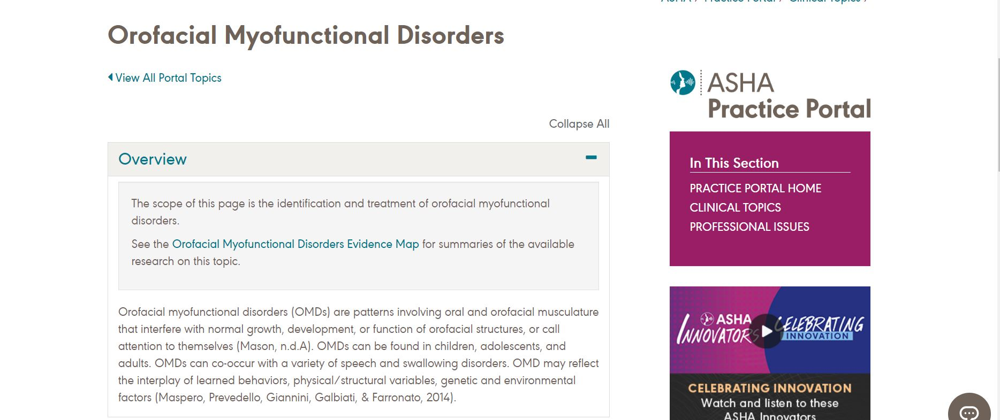 ASHA / Practice Portal / Clinical Topics /
Orofacial Myofunctional Disorders
View All Portal Topics
Collapse All
Overview
The scope of this page is the identification and treatment of orofacial myofunctional
disorders.
See the Orofacial Myofunctional Disorders Evidence Map for summaries of the available
research on this topic.
Orofacial myofunctional disorders (OMDs) are patterns involving oral and orofacial musculature
that interfere with normal growth, development, or function of orofacial structures, or call
attention to themselves (Mason, n.d.A). OMDs can be found in children, adolescents, and
adults. OMDs can co-occur with a variety of speech and swallowing disorders. OMD may reflect
the interplay of learned behaviors, physical/structural variables, genetic and environmental
factors (Maspero, Prevedello, Giannini, Galbiati, & Farronato, 2014).
ASHA
Practice Portal
In This Section
PRACTICE PORTAL HOME
CLINICAL TOPICS
PROFESSIONAL ISSUES
ASHA
INNOVATORS
CELEBRATING
INNOVATION
CELEBRATING INNOVATION
Watch and listen to these
ASHA Innovators